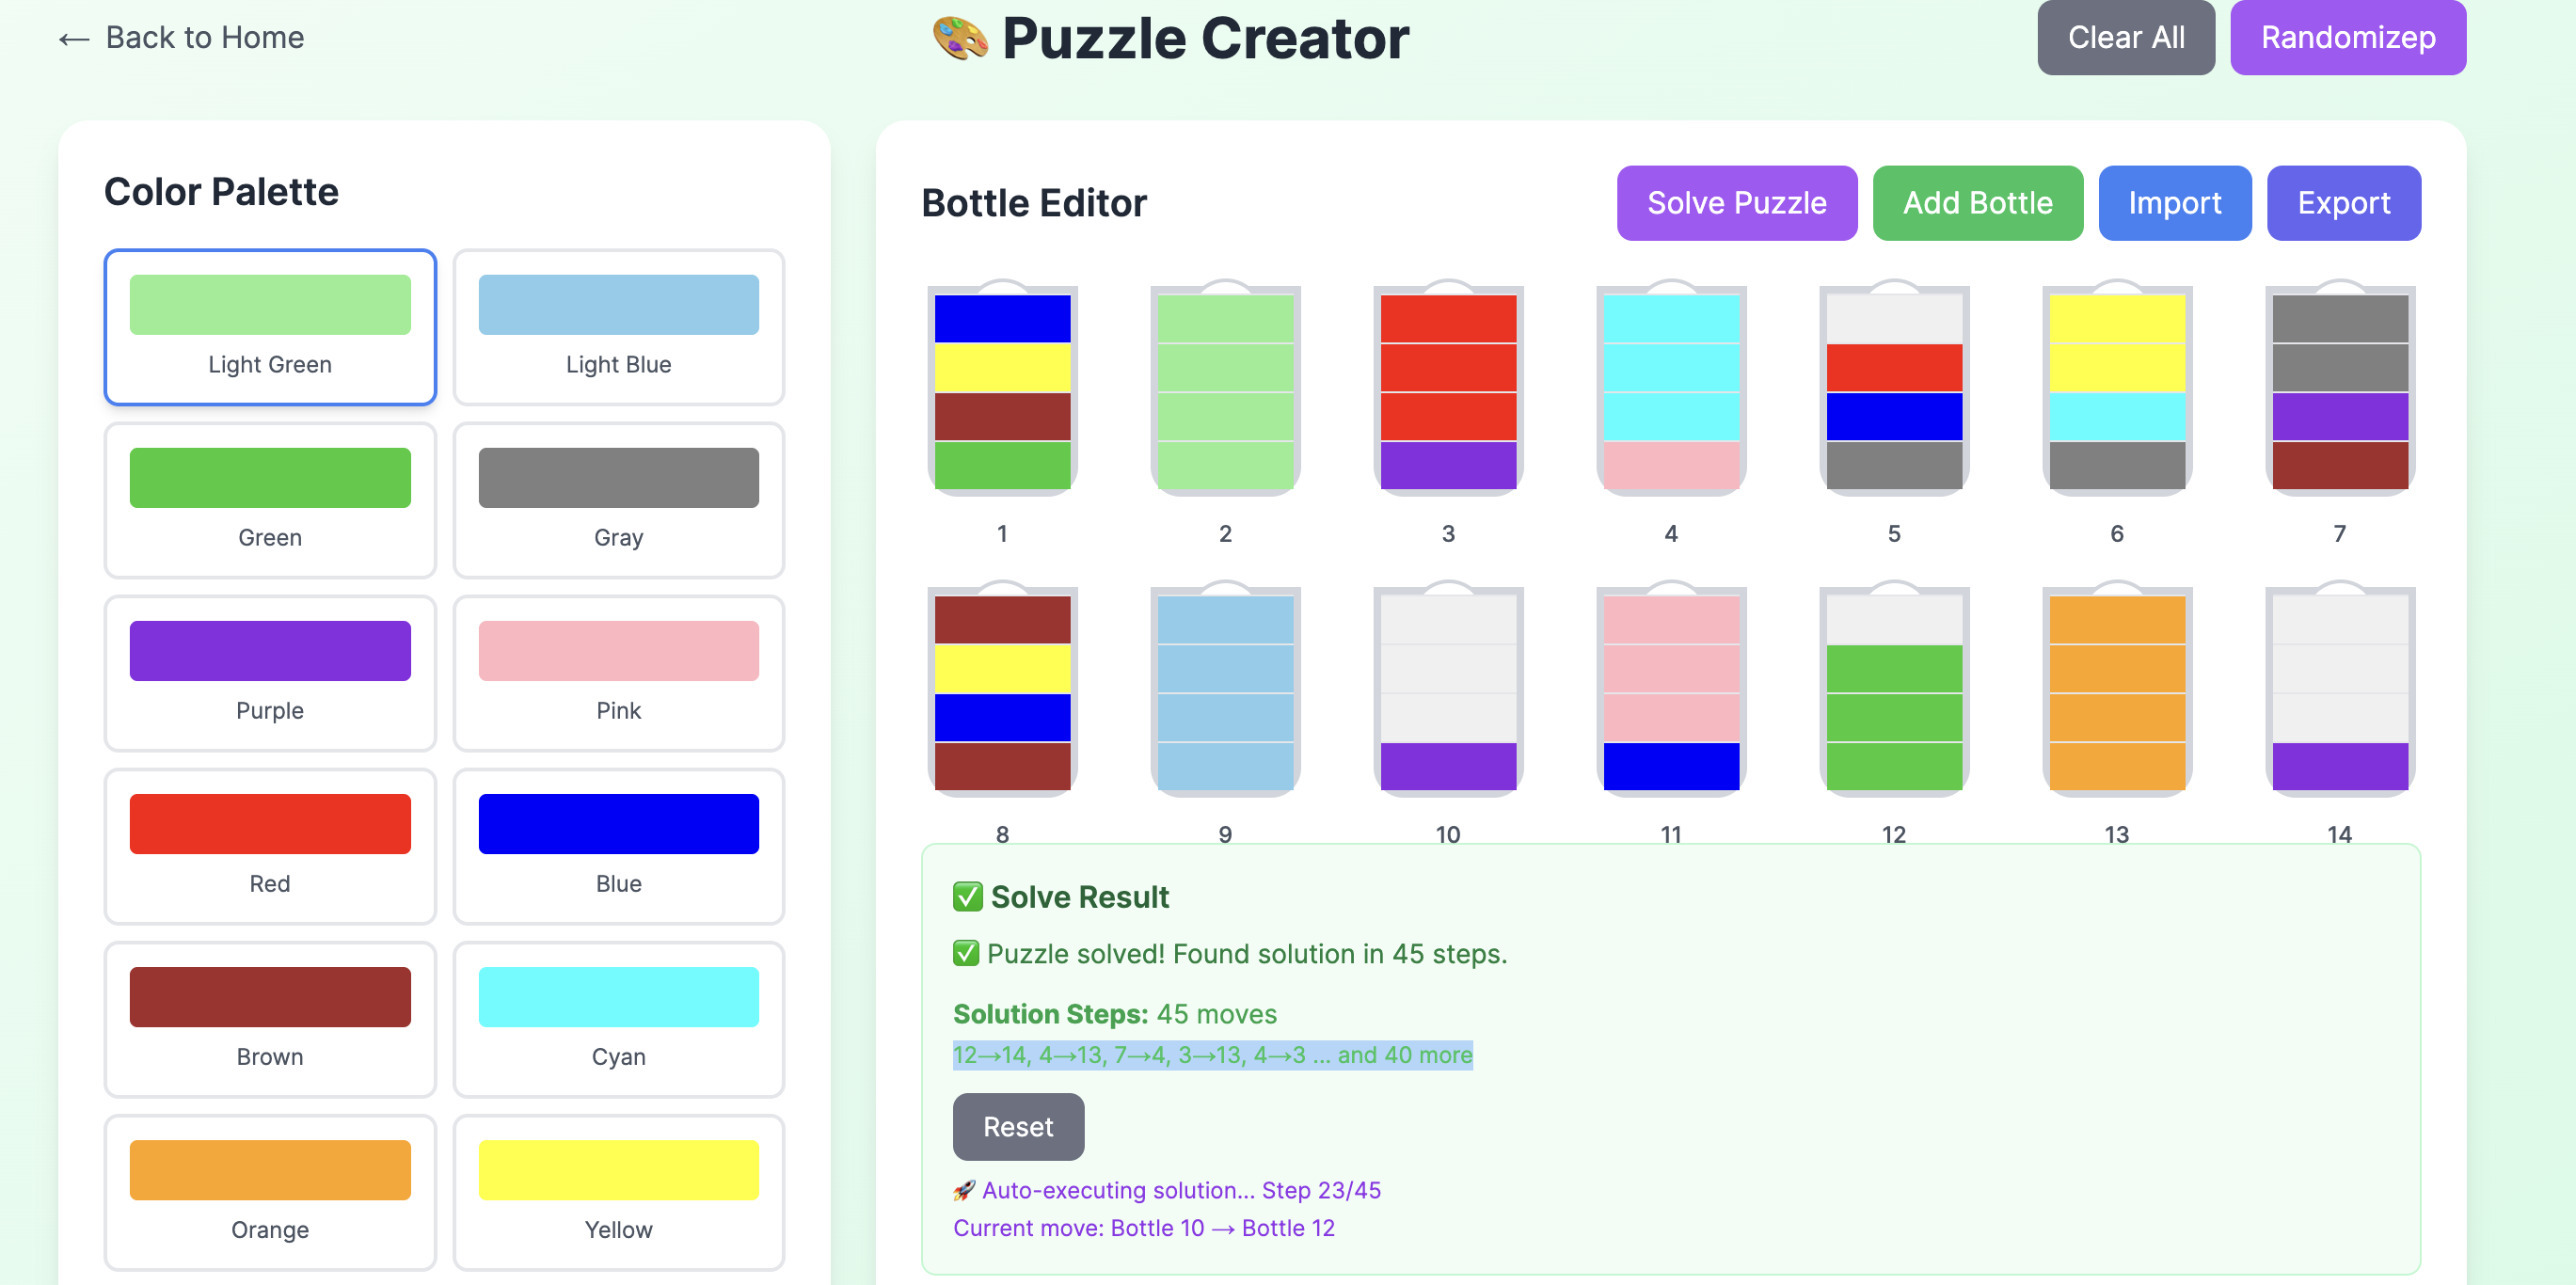 ← Back to Home
🎨 Puzzle Creator
Clear All
Randomizep
Color Palette
Light Green
Light Blue
Green
Gray
Purple
Pink
Red
Blue
Brown
Cyan
Orange
Yellow
Bottle Editor
Solve Puzzle
Add Bottle
Import
Export
1 2 3 4 5 6 7
8 9 10 11 12 13 14
✅ Solve Result
✅ Puzzle solved! Found solution in 45 steps.
Solution Steps: 45 moves
12→14, 4→13, 7→4, 3→13, 4→3 ... and 40 more
Reset
🚀 Auto-executing solution... Step 23/45
Current move: Bottle 10 → Bottle 12